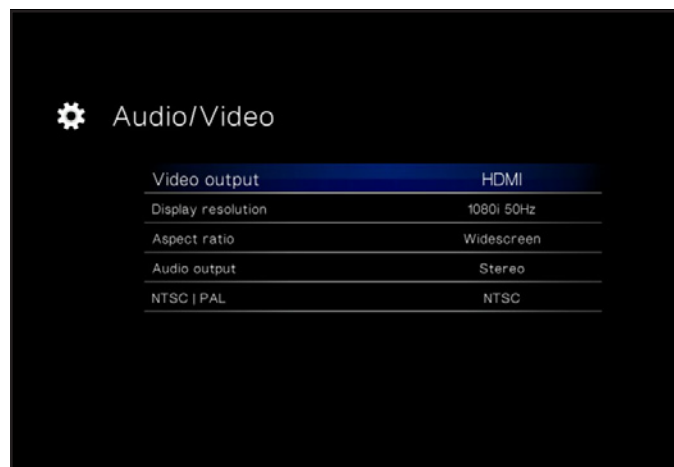 Audio/Video
Video output HDMI
Display resolution 1080i 50Hz
Aspect ratio Widescreen
Audio output Stereo
NTSC | PAL NTSC